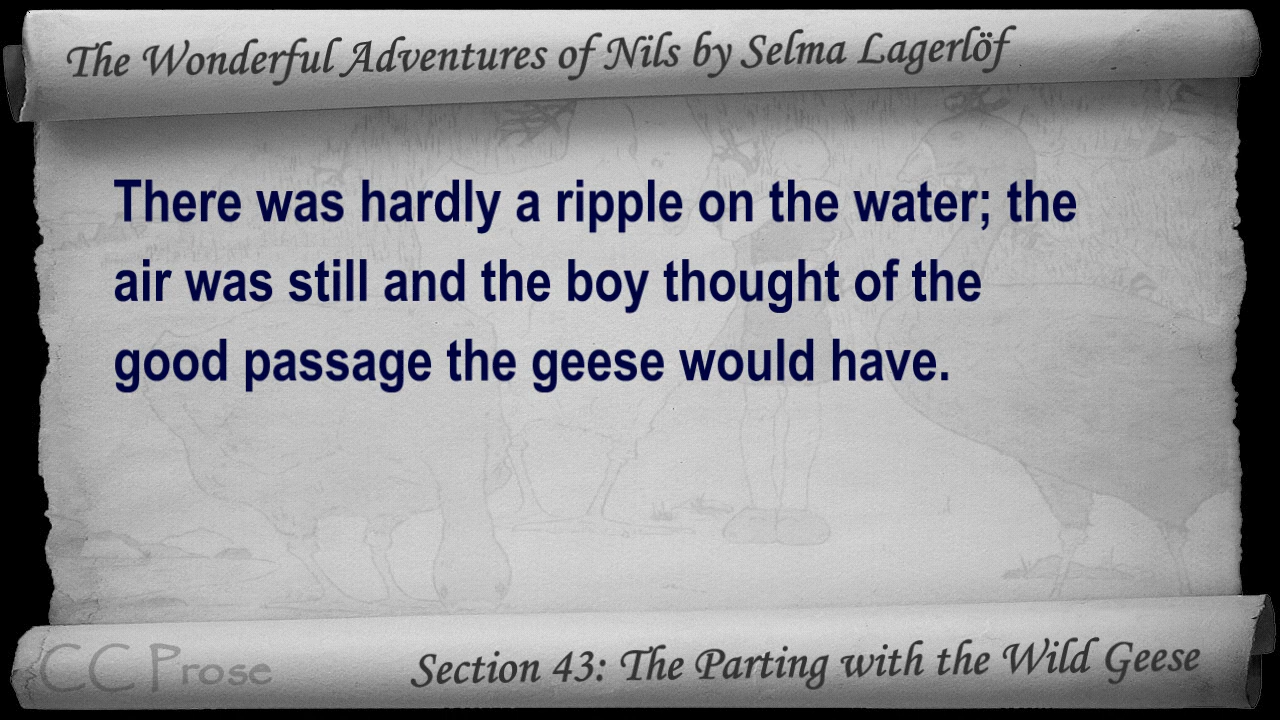 The Wonderful Adventures of Nils by Selma Lagerlöf
There was hardly a ripple on the water; the
air was still and the boy thought of the
good passage the geese would have.
CC Prose
Section 43: The Parting with the Wild Geese